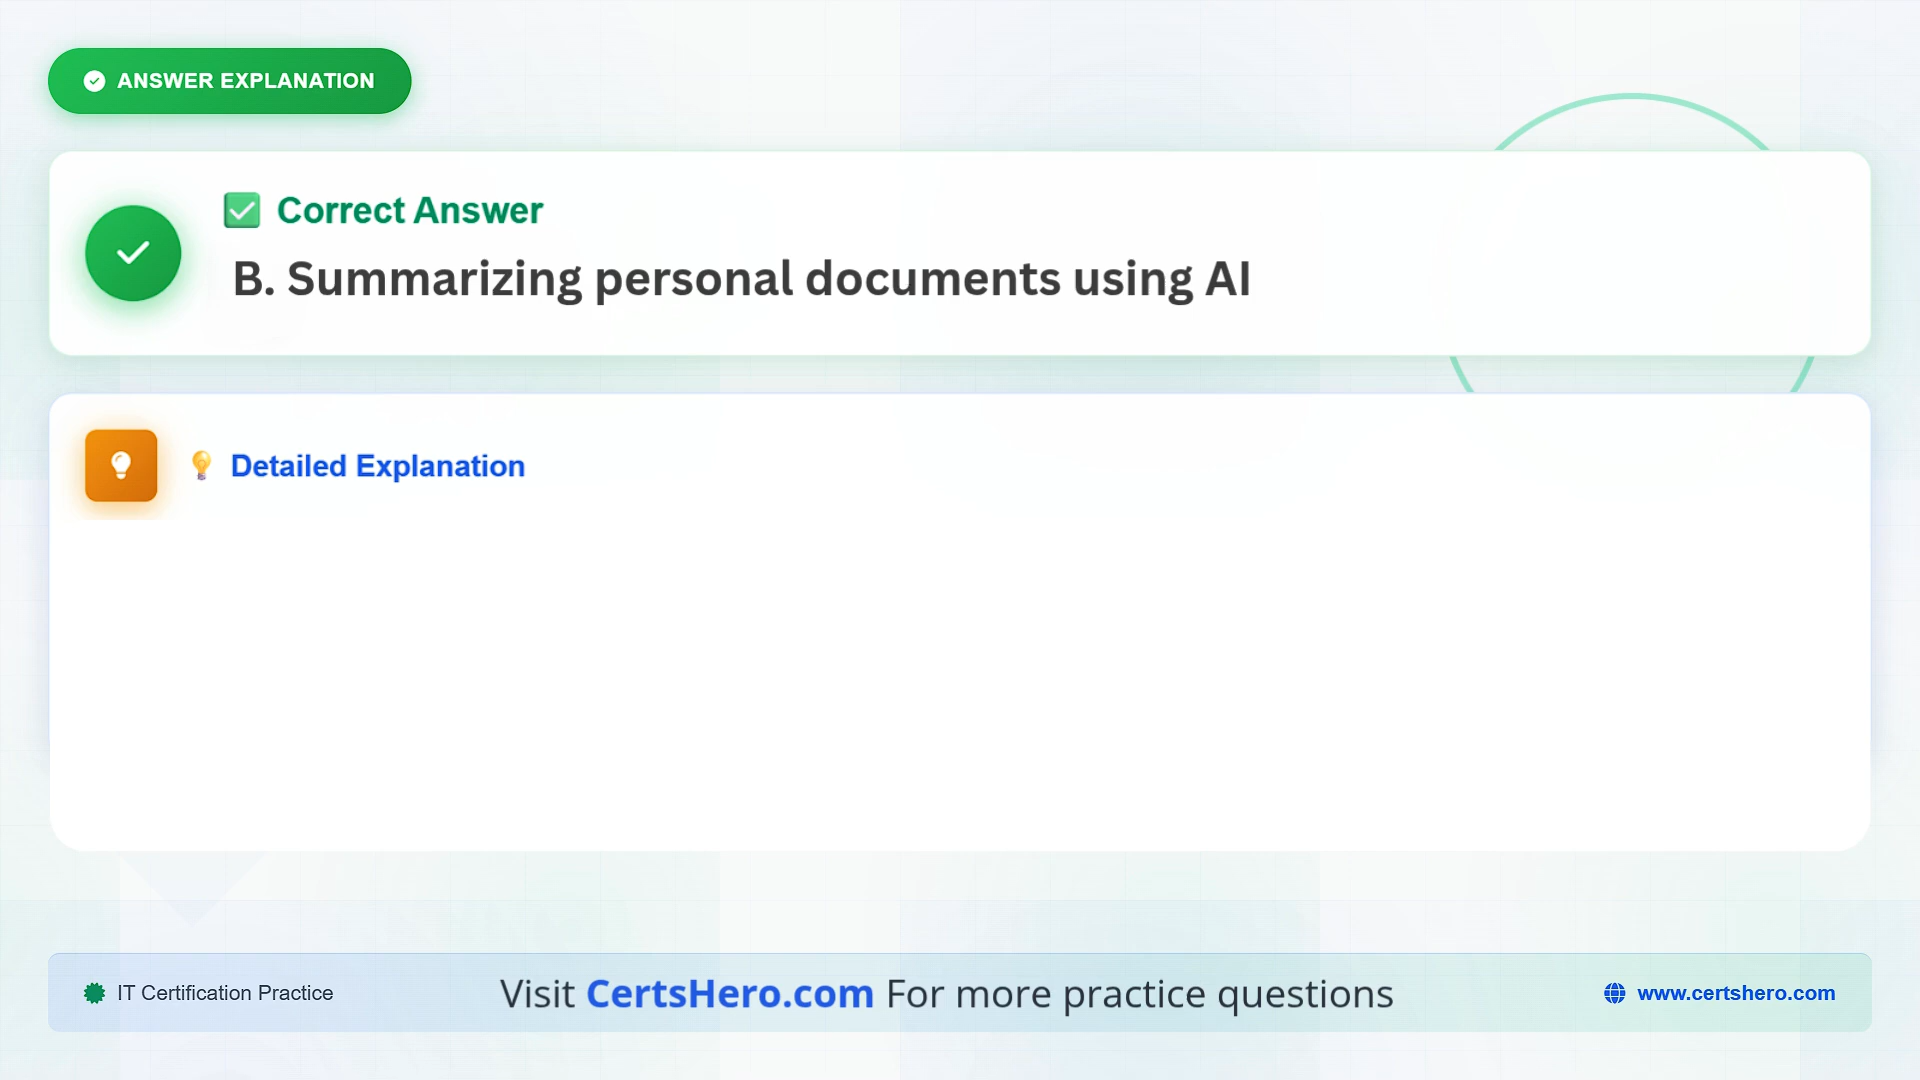 ANSWER EXPLANATION
✅ Correct Answer
B. Summarizing personal documents using AI
💡 Detailed Explanation
IT Certification Practice
Visit CertsHero.com For more practice questions
www.certshero.com